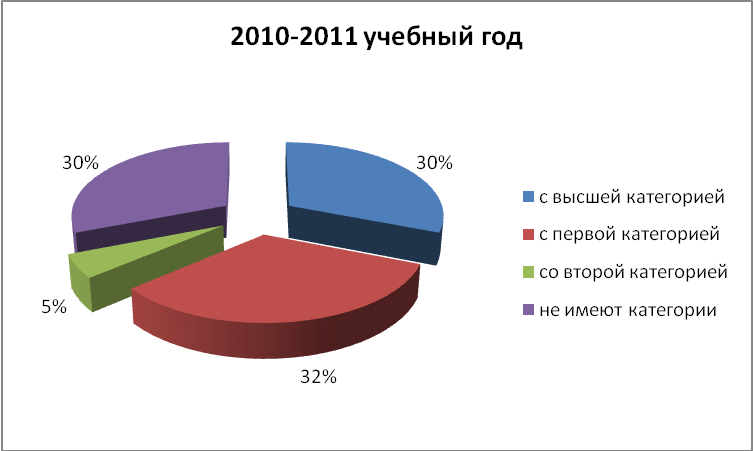 2010-2011 учебный год
30%
30%
5%
32%
с высшей категорией
с первой категорией
со второй категорией
не имеют категории